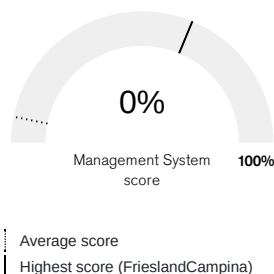 0%
Management System
score
100%
Average score
Highest score (FrieslandCampina)